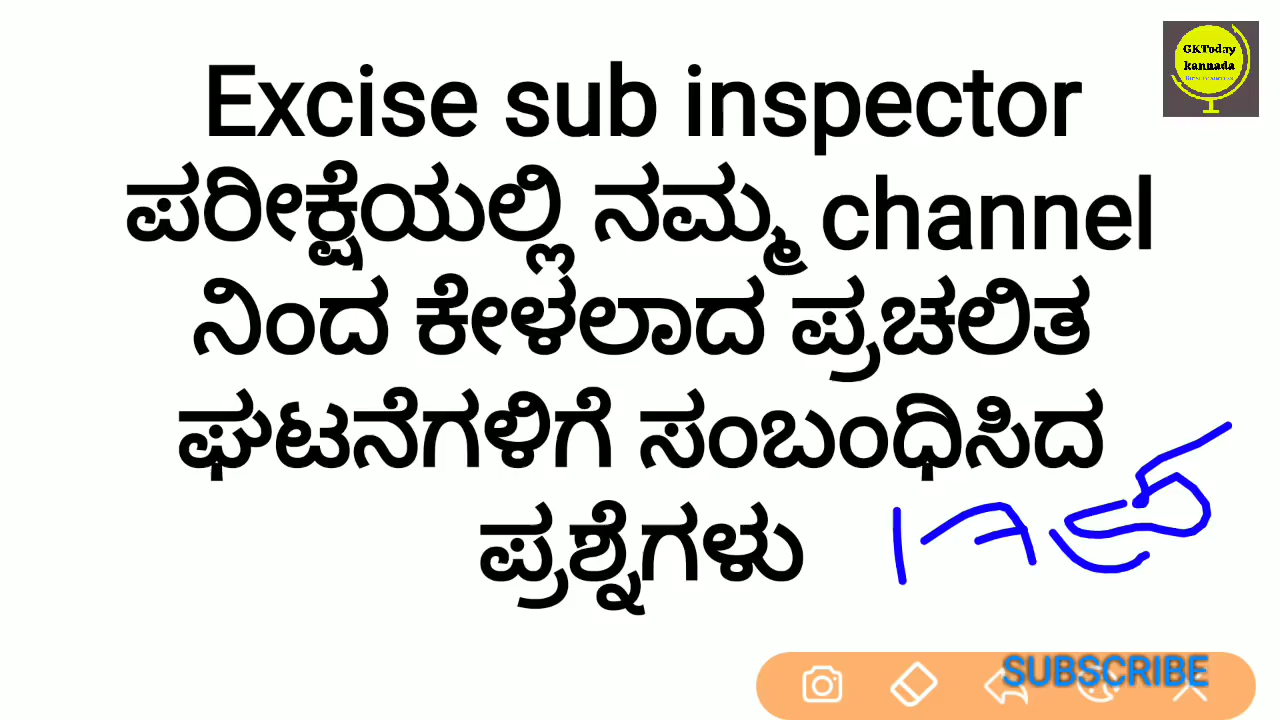 GKToday
kannada
Excise sub inspector
ಪರೀಕ್ಷೆಯಲ್ಲಿ ನಮ್ಮ channel
ನಿಂದ ಕೇಳಲಾದ ಪ್ರಚಲಿತ
ಘಟನೆಗಳಿಗೆ ಸಂಬಂಧಿಸಿದ
ಪ್ರಶ್ನೆಗಳು
SUBSCRIBE